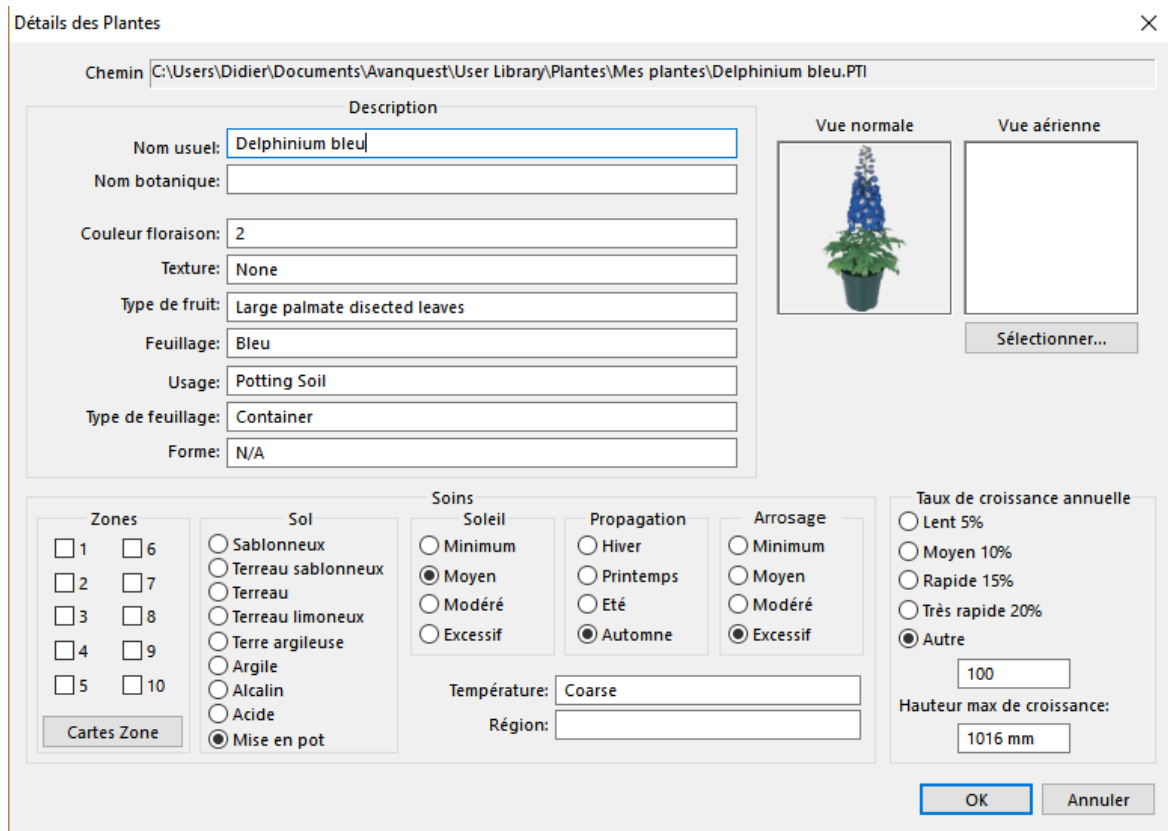 Détails des Plantes
Chemin C:\Users\Didier\Documents\Avanquest\User Library\Plantes\Mes plantes\Delphinium bleu.PTI
Description
Nom usuel: Delphinium bleu
Nom botanique:
Couleur floraison: 2
Texture: None
Type de fruit: Large palmate disected leaves
Feuillage: Bleu
Usage: Potting Soil
Type de feuillage: Container
Forme: N/A
Vue normale
Vue aérienne
Sélectionner...
Soins
Zones
1 6
2 7
3 8
4 9
5 10
Cartes Zone
Sol
Sablonneux
Terreau sablonneux
Terreau
Terreau limoneux
Terre argileuse
Argile
Alcalin
Acide
Mise en pot
Soleil
Minimum
Moyen
Modéré
Excessif
Propagation
Hiver
Printemps
Eté
Automne
Arrosage
Minimum
Moyen
Modéré
Excessif
Température: Coarse
Région:
Taux de croissance annuelle
Lent 5%
Moyen 10%
Rapide 15%
Très rapide 20%
Autre
100
Hauteur max de croissance:
1016 mm
OK
Annuler